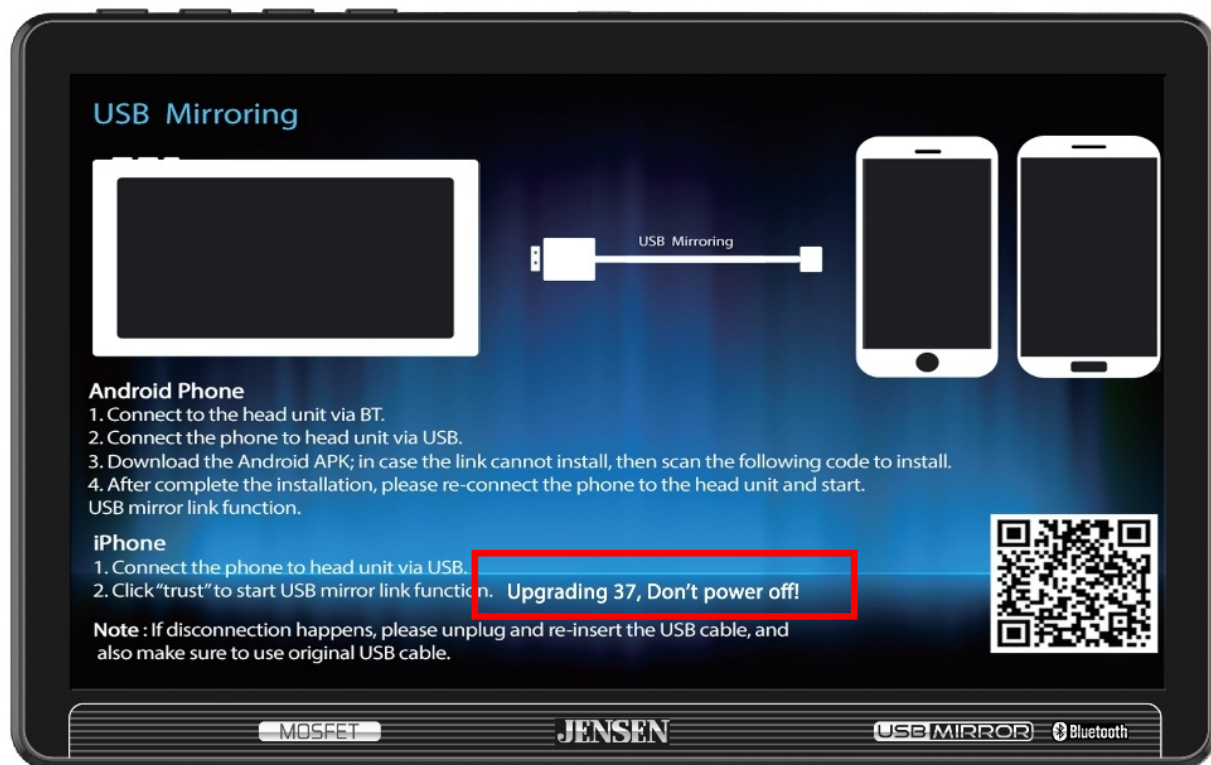 USB Mirroring
USB Mirroring
Android Phone
1. Connect to the head unit via BT.
2. Connect the phone to head unit via USB.
3. Download the Android APK; in case the link cannot install, then scan the following code to install.
4. After complete the installation, please re-connect the phone to the head unit and start.
USB mirror link function.
iPhone
1. Connect the phone to head unit via USB.
2. Click “trust” to start USB mirror link function.
Upgrading 37, Don’t power off!
Note : If disconnection happens, please unplug and re-insert the USB cable, and
also make sure to use original USB cable.
MOSFET
JENSEN
USB MIRROR
Bluetooth